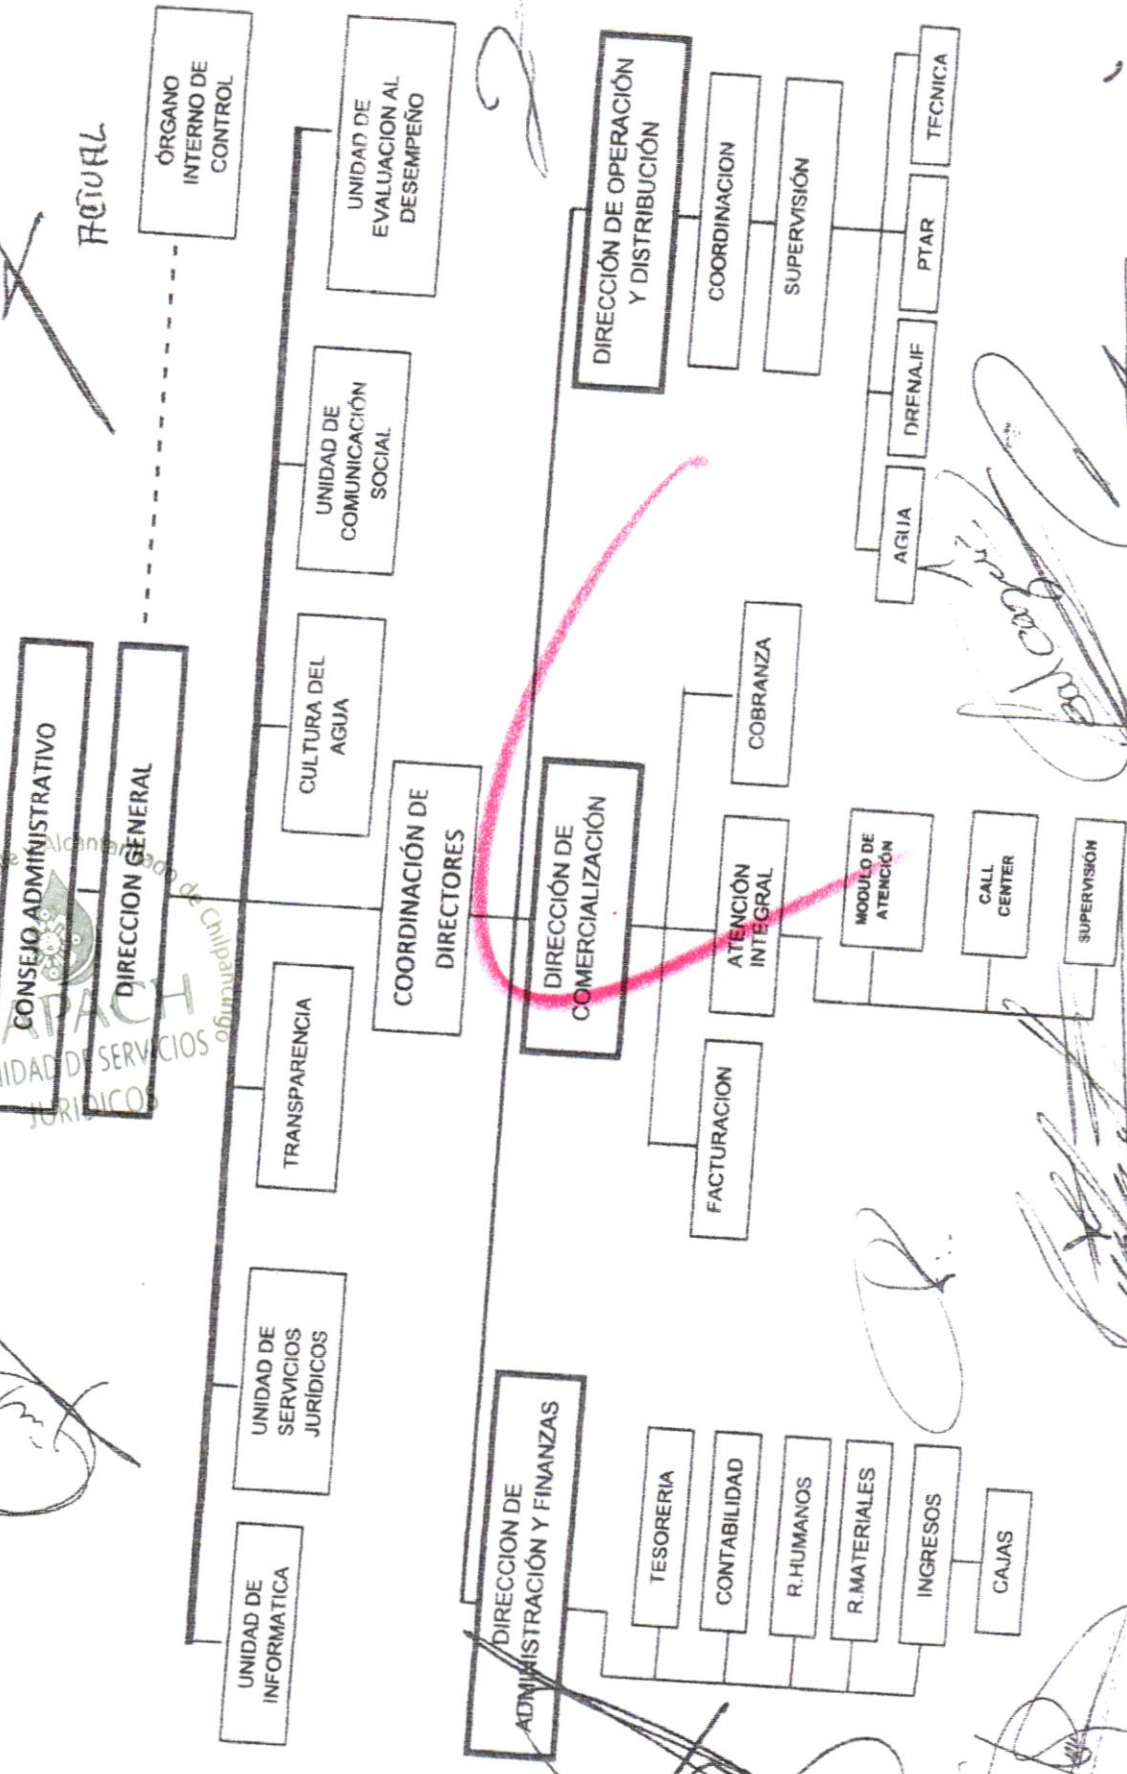 CONSEJO ADMINISTRATIVO
DIRECCION GENERAL
ACTUAL
ÓRGANO
INTERNO DE
CONTROL
Alcantarillado de Chilpancingo
APACH
UNIDAD DE SERVICIOS
JURIDICOS
UNIDAD DE
INFORMATICA
UNIDAD DE
SERVICIOS
JURÍDICOS
TRANSPARENCIA
CULTURA DEL
AGUA
UNIDAD DE
COMUNICACIÓN
SOCIAL
UNIDAD DE
EVALUACION AL
DESEMPEÑO
COORDINACIÓN DE
DIRECTORES
DIRECCION DE
ADMINISTRACIÓN Y FINANZAS
TESORERIA
CONTABILIDAD
R.HUMANOS
R.MATERIALES
INGRESOS
CAJAS
DIRECCIÓN DE
COMERCIALIZACIÓN
FACTURACION
ATENCIÓN
INTEGRAL
COBRANZA
MODULO DE
ATENCIÓN
CALL
CENTER
SUPERVISIÓN
DIRECCIÓN DE OPERACIÓN
Y DISTRIBUCIÓN
COORDINACION
SUPERVISIÓN
AGUA
DRENAJE
PTAR
TECNICA